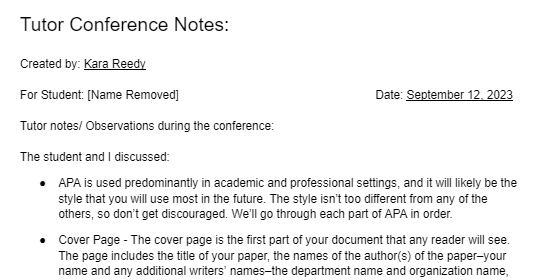 Tutor Conference Notes:
Created by: Kara Reedy
For Student: [Name Removed] Date: September 12, 2023
Tutor notes/ Observations during the conference:
The student and I discussed:
● APA is used predominantly in academic and professional settings, and it will likely be the
style that you will use most in the future. The style isn't too different from any of the
others, so don't get discouraged. We'll go through each part of APA in order.
● Cover Page - The cover page is the first part of your document that any reader will see.
The page includes the title of your paper, the names of the author(s) of the paper–your
name and any additional writers' names–the department name and organization name,